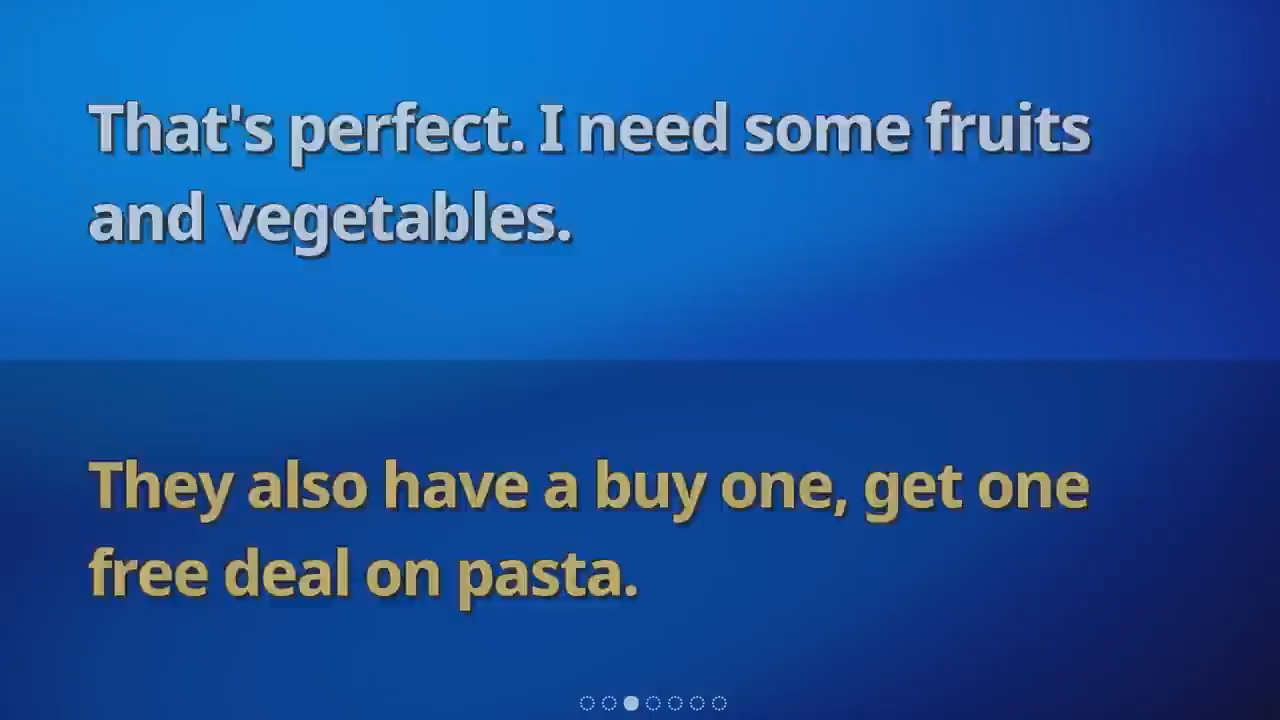 That's perfect. I need some fruits
and vegetables.
They also have a buy one, get one
free deal on pasta.